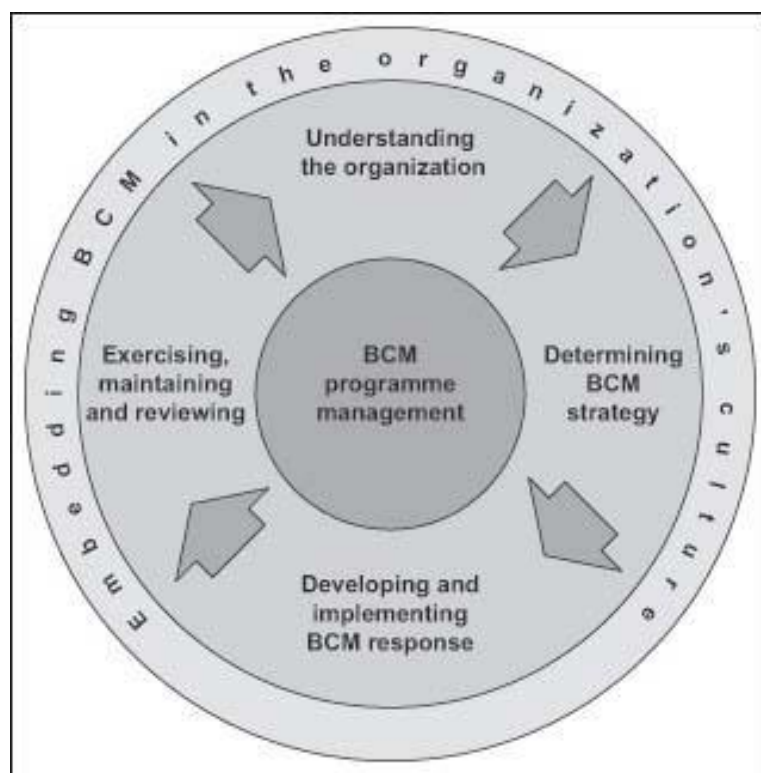 Embedding BCM in the organization's culture
Understanding
the organization
Exercising,
maintaining
and reviewing
BCM
programme
management
Determining
BCM
strategy
Developing and
implementing
BCM response